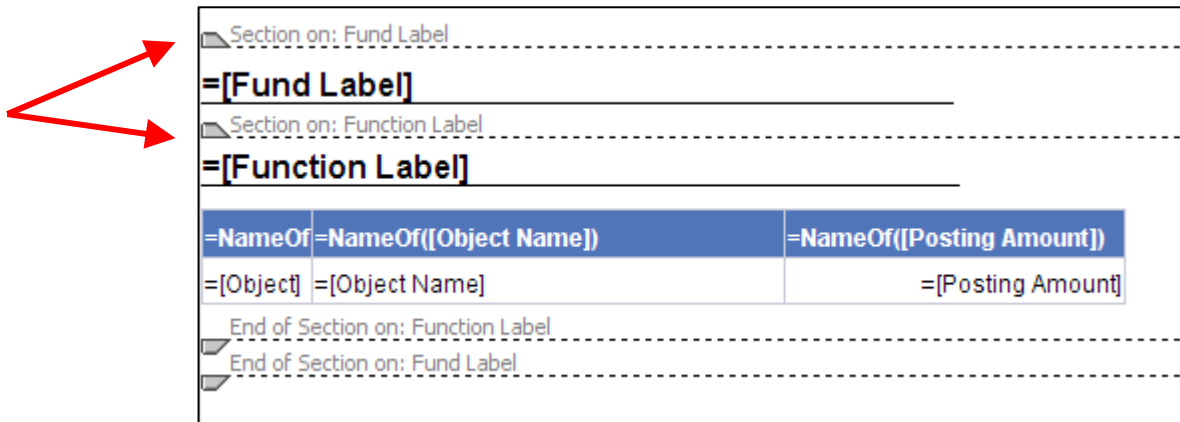 Section on: Fund Label
=[Fund Label]
Section on: Function Label
=[Function Label]
=NameOf =NameOf([Object Name]) =NameOf([Posting Amount])
=[Object] =[Object Name] =[Posting Amount]
End of Section on: Function Label
End of Section on: Fund Label